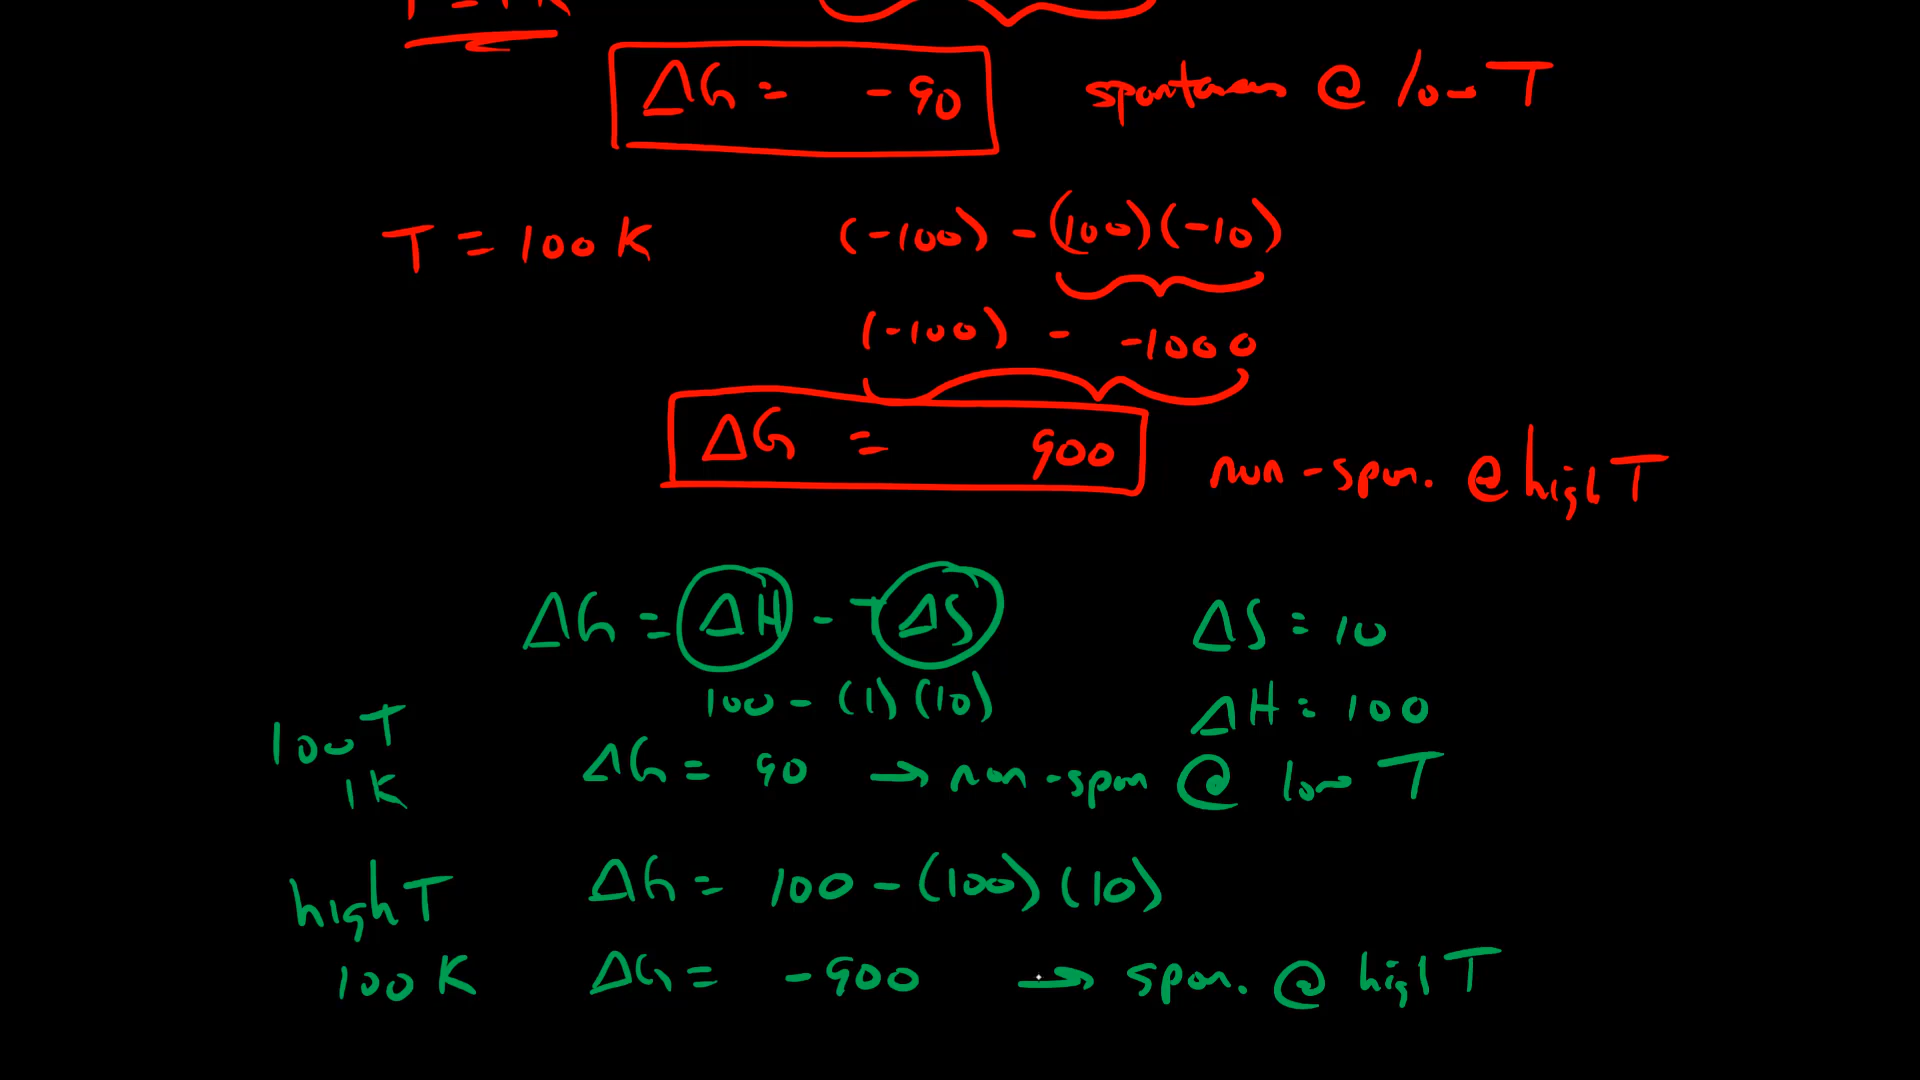 T = 1 K
ΔG = -90 spontaneous @ low T
T = 100 K (-100) - (100)(-10)
(-100) - -1000
ΔG = 900 non-spon. @ high T
ΔG = ΔH - TΔS ΔS = 10
100 - (1)(10) ΔH = 100
low T
1K ΔG = 90 → non-spon @ low T
high T ΔG = 100 - (100)(10)
100 K ΔG = -900 → spon. @ high T